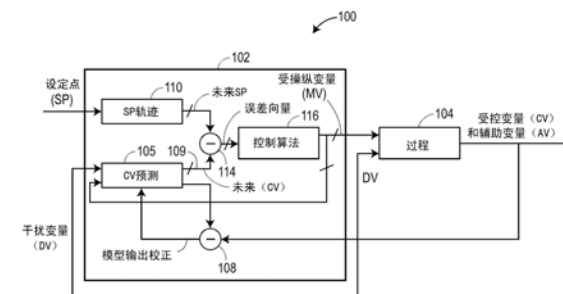 100
102
设定点
(SP)
110
SP轨迹
未来SP
误差向量
受操纵变量
(MV)
116
控制算法
114
104
过程
受控变量（CV）
和辅助变量（AV）
105
109
CV预测
未来（CV）
DV
干扰变量
（DV）
模型输出校正
108